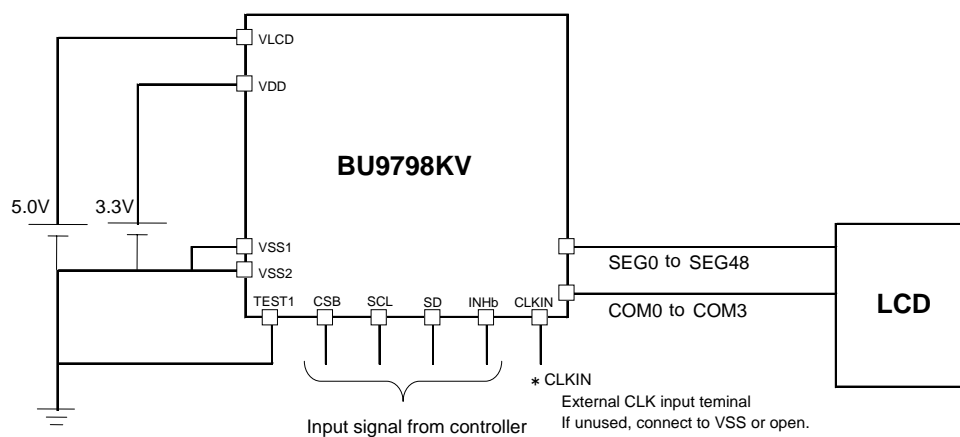 VLCD
VDD
BU9798KV
5.0V 3.3V
VSS1
VSS2
SEG0 to SEG48
COM0 to COM3
LCD
TEST1 CSB SCL SD INHb CLKIN
* CLKIN
External CLK input teminal
If unused, connect to VSS or open.
Input signal from controller